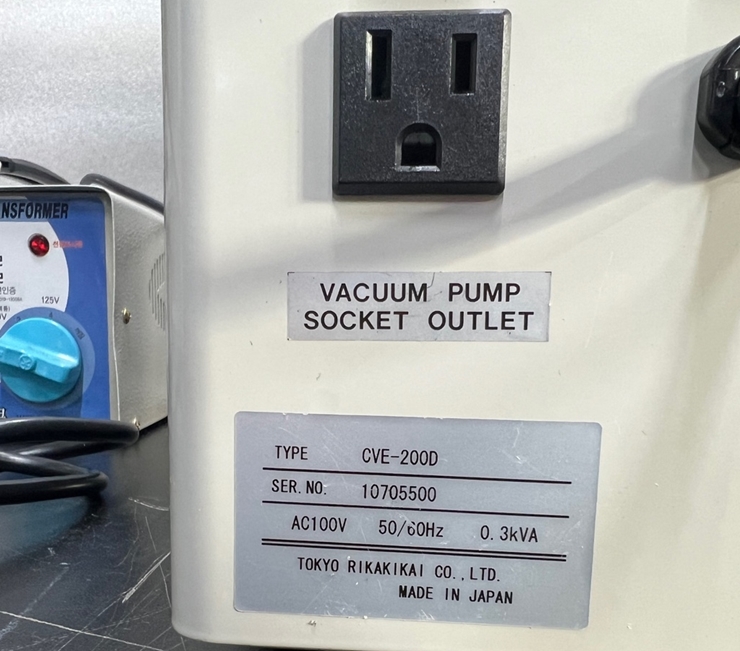 NSFORMER
125V
VACUUM PUMP
SOCKET OUTLET
TYPE CVE-200D
SER. NO. 10705500
AC100V 50/60Hz 0.3kVA
TOKYO RIKAKIKAI CO., LTD.
MADE IN JAPAN